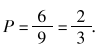 P = 6/9 = 2/3.